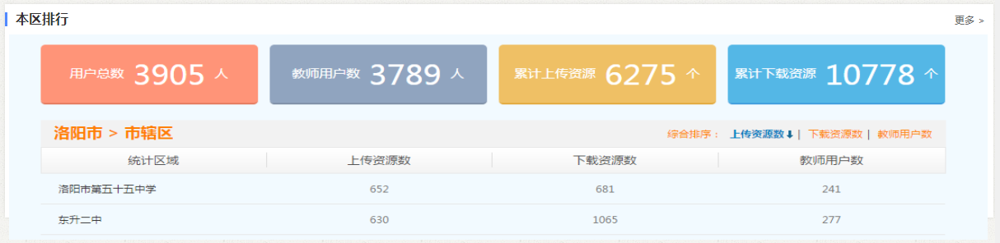 本区排行
更多 >
用户总数 3905 人
教师用户数 3789 人
累计上传资源 6275 个
累计下载资源 10778 个
洛阳市 > 市辖区
综合排序： 上传资源数⬇ | 下载资源数 | 教师用户数
统计区域 上传资源数 下载资源数 教师用户数
洛阳市第五十五中学 652 681 241
东升二中 630 1065 277